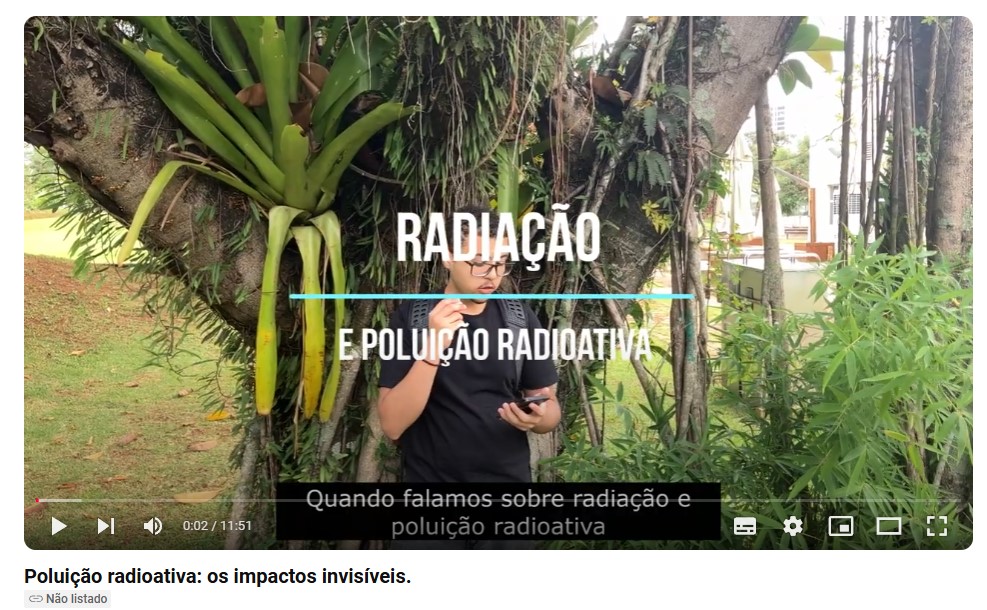 RADIAÇÃO
E POLUIÇÃO RADIOATIVA
Quando falamos sobre radiação e
poluição radioativa
0:02 / 11:51
Poluição radioativa: os impactos invisíveis.
Não listado